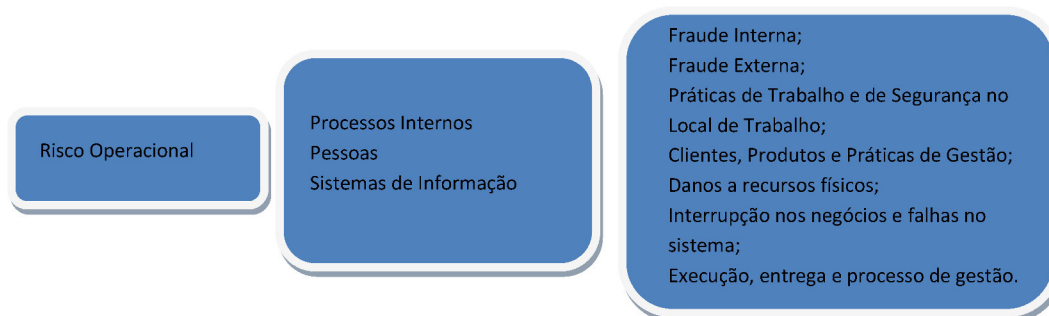 Risco Operacional
Processos Internos
Pessoas
Sistemas de Informação
Fraude Interna;
Fraude Externa;
Práticas de Trabalho e de Segurança no
Local de Trabalho;
Clientes, Produtos e Práticas de Gestão;
Danos a recursos físicos;
Interrupção nos negócios e falhas no
sistema;
Execução, entrega e processo de gestão.